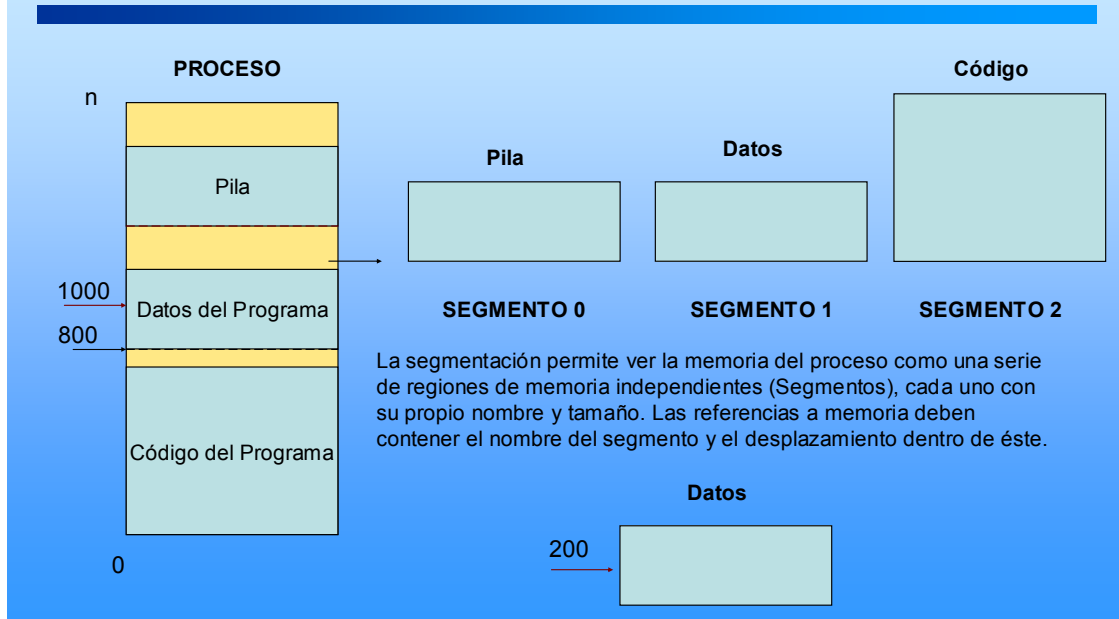 PROCESO
n
Pila
1000
Datos del Programa
800
Código del Programa
0
Pila
Datos
Código
SEGMENTO 0
SEGMENTO 1
SEGMENTO 2
La segmentación permite ver la memoria del proceso como una serie
de regiones de memoria independientes (Segmentos), cada uno con
su propio nombre y tamaño. Las referencias a memoria deben
contener el nombre del segmento y el desplazamiento dentro de éste.
Datos
200